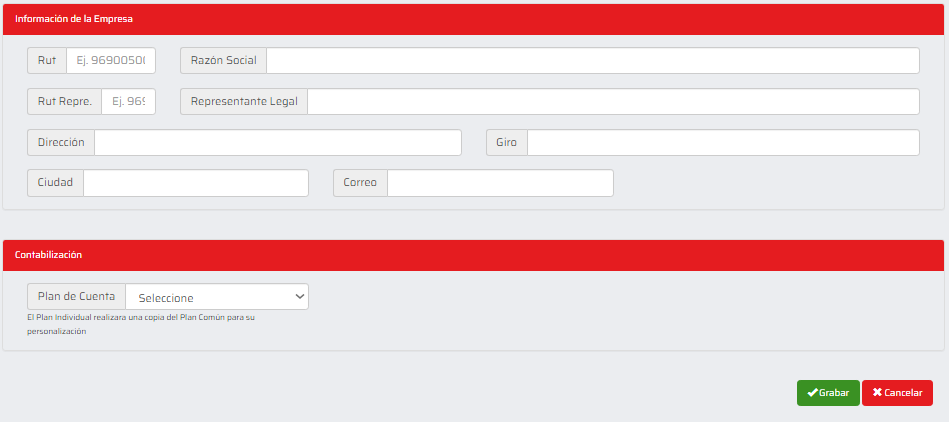 Información de la Empresa
Rut Ej. 96900500 Razón Social
Rut Repre. Ej. 969 Representante Legal
Dirección Giro
Ciudad Correo
Contabilización
Plan de Cuenta Seleccione
El Plan Individual realizara una copia del Plan Común para su
personalización
Grabar Cancelar